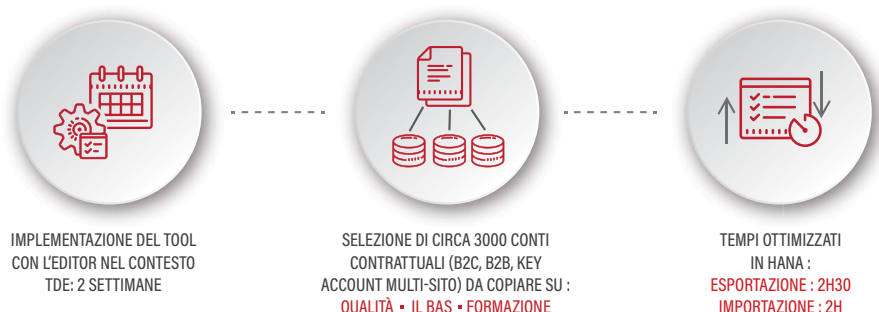 IMPLEMENTAZIONE DEL TOOL
CON L'EDITOR NEL CONTESTO
TDE: 2 SETTIMANE
SELEZIONE DI CIRCA 3000 CONTI
CONTRATTUALI (B2C, B2B, KEY
ACCOUNT MULTI-SITO) DA COPIARE SU :
QUALITÀ ▪ IL BAS ▪ FORMAZIONE
TEMPI OTTIMIZZATI
IN HANA :
ESPORTAZIONE : 2H30
IMPORTAZIONE : 2H